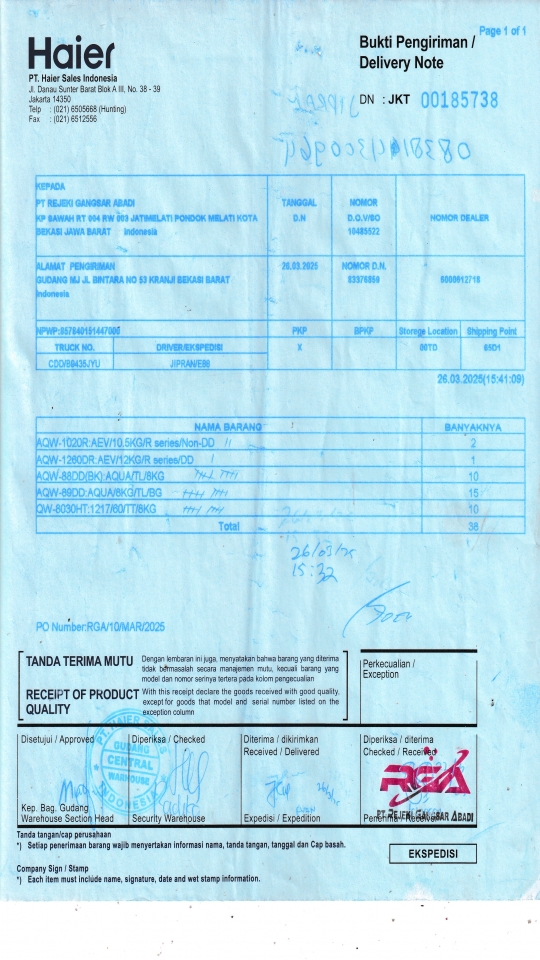 Page 1 of 1
Haier
Bukti Pengiriman /
Delivery Note
PT. Haier Sales Indonesia
Jl. Danau Sunter Barat Blok A III, No. 38 - 39
Jakarta 14350
Telp : (021) 6505668 (Hunting)
Fax : (021) 6512556
DN : JKT 00185738
KEPADA
PT REJEKI GANGSAR ABADI
KP SAWAH RT 004 RW 003 JATIMELATI PONDOK MELATI KOTA
BEKASI JAWA BARAT Indonesia
TANGGAL
D.N
NOMOR
D.O,V/SO
10485522
NOMOR DEALER
ALAMAT PENGIRIMAN
GUDANG MJ JL BINTARA NO 53 KRANJI BEKASI BARAT
Indonesia
26.03.2025
NOMOR D.N.
83376859
5000012718
NPWP:857840191447000
PKP
BPKP
Storege Location
Shipping Point
TRUCK NO.
DRIVER/EKSPEDISI
X
00TD
65D1
CDD/B9435JYU
JIPRAN/E86
26.03.2025(15:41:09)
NAMA BARANG
BANYAKNYA
AQW-1020R:AEV/10.5KG/R series/Non-DD
2
AQW-1260DR:AEV/12KG/R series/DD
1
AQW-88DD(BK):AQUA/TL/8KG
10
AQW-89DD:AQUA/8KG/TL/BG
15
QW-8030HT:1217/80/TT/8KG
10
Total
38
26/03/25
15:32
PO Number:RGA/10/MAR/2025
TANDA TERIMA MUTU
Dengan lembaran ini juga, menyatakan bahwa barang yang diterima
tidak bermasalah secara manajemen mutu, kecuali barang yang
model dan nomor serinya tertera pada kolom pengecualian
RECEIPT OF PRODUCT
QUALITY
With this receipt declare the goods received with good quality,
except for goods that model and serial number listed on the
exception column
Perkecualian /
Exception
Disetujui / Approved
Diperiksa / Checked
Diterima / dikirimkan
Received / Delivered
Diperiksa / diterima
Checked / Received
PT. HAIER SALES
GUDANG
CENTRAL
WAREHOUSE
INDONESIA
RGA
PT. REJEKI GANGSAR ABADI
Kep. Bag. Gudang
Warehouse Section Head
Security Warehouse
Expedisi / Expedition
Penerima / Receiver
Tanda tangan/cap perusahaan
*) Setiap penerimaan barang wajib menyertakan informasi nama, tanda tangan, tanggal dan Cap basah.
EKSPEDISI
Company Sign / Stamp
*) Each item must include name, signature, date and wet stamp information.